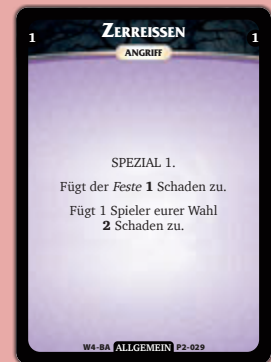 1 ZERREISSEN 1
ANGRIFF
SPEZIAL 1.
Fügt der Feste 1 Schaden zu.
Fügt 1 Spieler eurer Wahl
2 Schaden zu.
W4-BA ALLGEMEIN P2-029